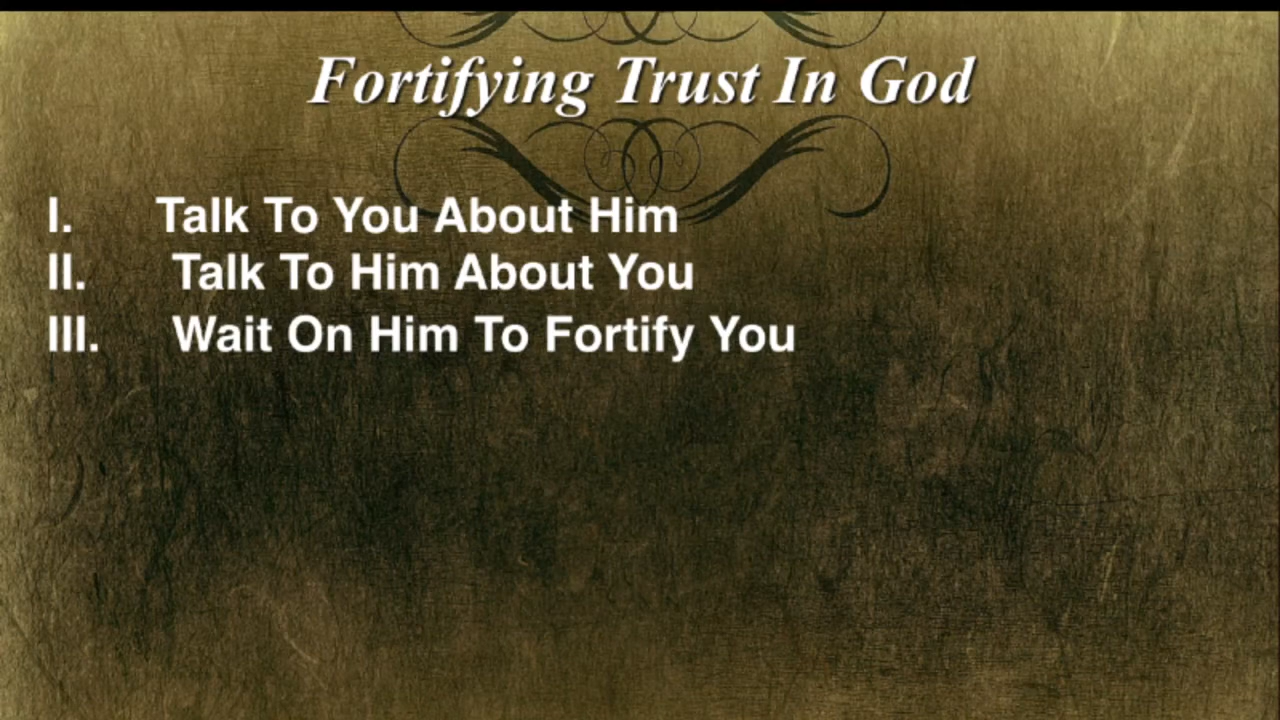 Fortifying Trust In God
I. Talk To You About Him
II. Talk To Him About You
III. Wait On Him To Fortify You